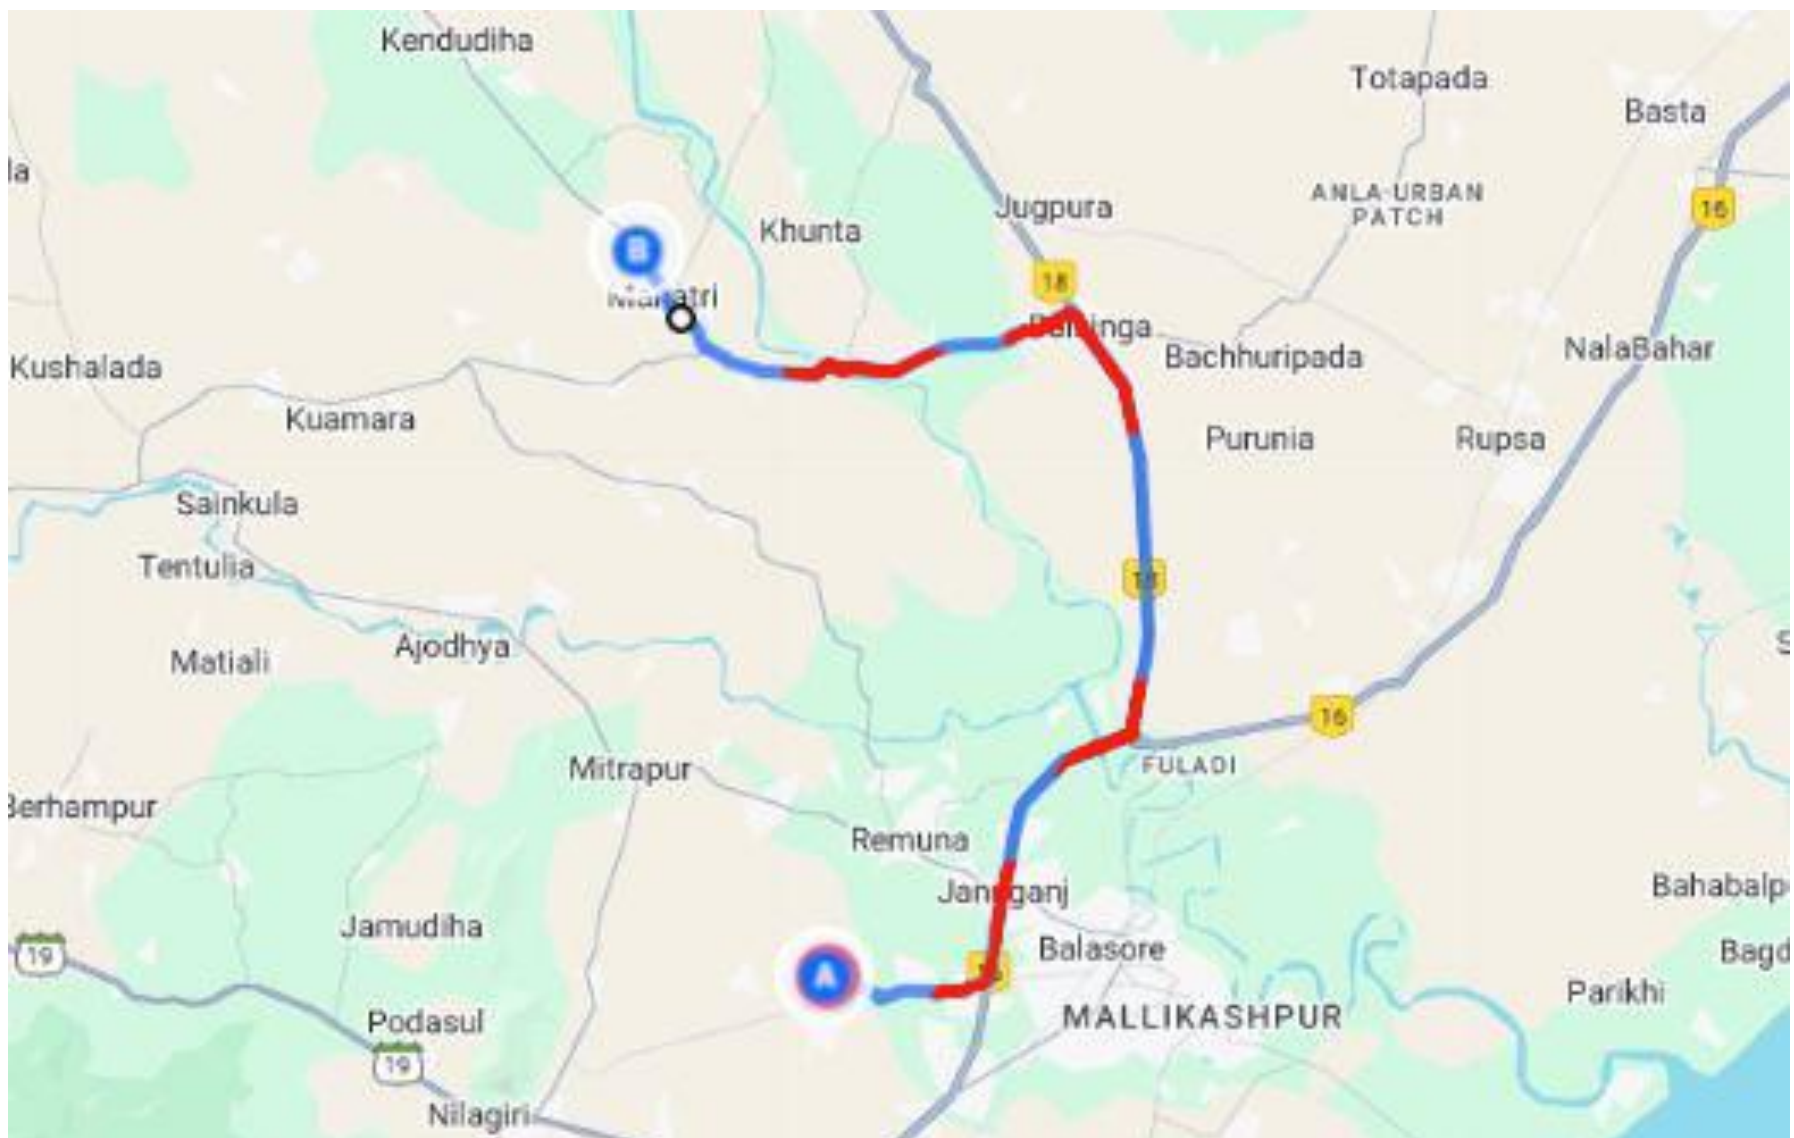 Kendudiha
Totapada
Basta
la
ANLA URBAN
PATCH
16
Jugpura
Khunta
B
18
Kushalada
Bachhuripada
NalaBahar
Kuamara
Purunia
Rupsa
Sainkula
Tentulia
Ajodhya
Matiali
S
16
FULADI
Mitrapur
Berhampur
Remuna
Bahabalp
Jamudiha
Balasore
Bagd
19
A
Parikhi
Podasul
MALLIKASHPUR
19
Nilagiri